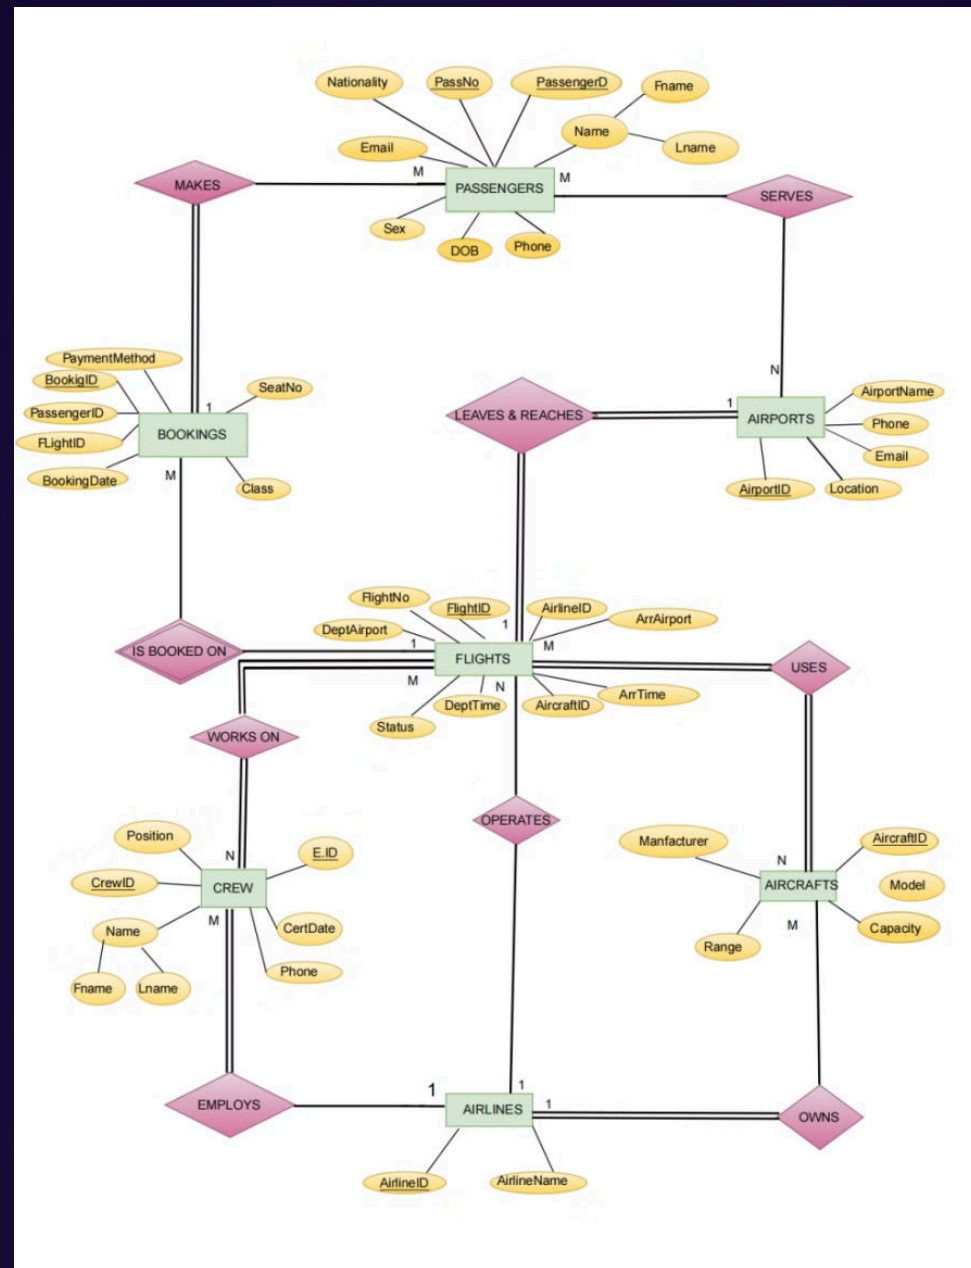 Nationality
PassNo
PassengerD
Fname
Name
Email
Lname
M
M
MAKES
PASSENGERS
SERVES
Sex
DOB
Phone
PaymentMethod
BookigID
SeatNo
PassengerID
1
BOOKINGS
FLightID
M
BookingDate
Class
LEAVES & REACHES
N
1
AIRPORTS
AirportName
Phone
Email
AirportID
Location
FlightNo
FlightID
AirlineID
ArrAirport
DeptAirport
1
IS BOOKED ON
1
M
FLIGHTS
M
N
USES
DeptTime
AircraftID
ArrTime
Status
WORKS ON
OPERATES
Position
N
E.ID
CrewID
CREW
M
Name
CertDate
Fname
Lname
Phone
Manfacturer
N
AircraftID
AIRCRAFTS
Model
M
Capacity
Range
EMPLOYS
1
1
AIRLINES
1
OWNS
AirlineID
AirlineName